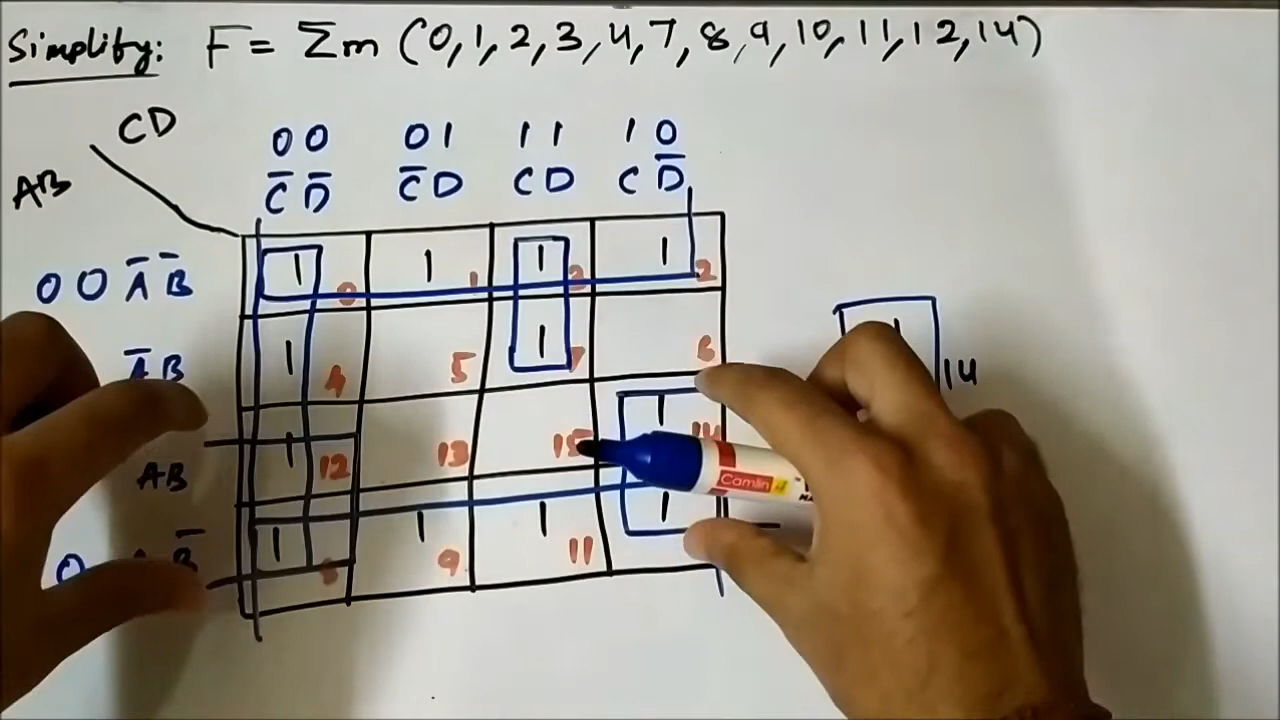 Simplify: F = Σm (0,1,2,3,4,7,8,9,10,11,12,14)
CD
00 01 11 10
AB
C̅D̅ C̅D CD CD̅
00 A̅B̅ 1 0 1 1 1 3 1 2
A̅B 1 4 5 1 7 6
1 14
AB 1 12 13 15 1 14
0 A B̅ 1 8 1 9 1 11 1
Camlin